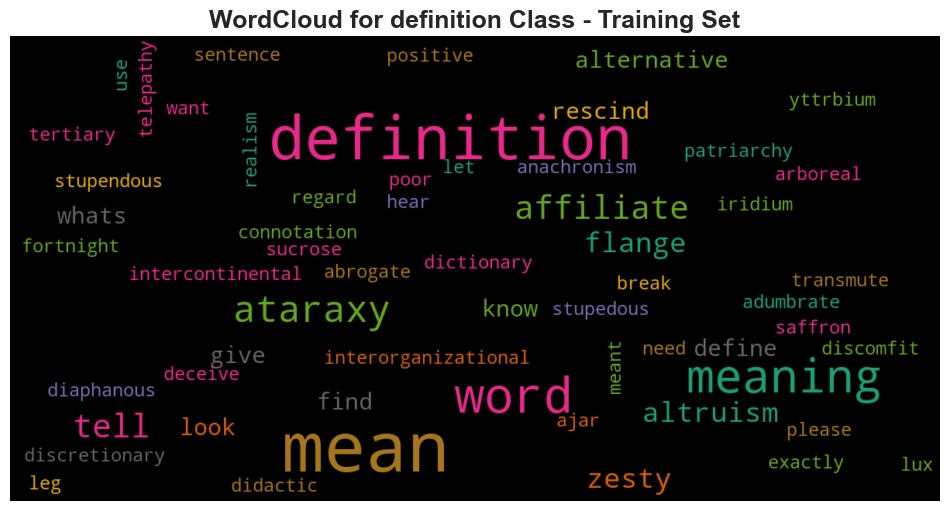 WordCloud for definition Class - Training Set
sentence
positive
alternative
use
telepathy
want
yttrbium
rescind
tertiary
definition
realism
let
anachronism
patriarchy
arboreal
stupendous
poor
regard
hear
affiliate
iridium
whats
connotation
flange
fortnight
sucrose
dictionary
intercontinental
abrogate
break
transmute
ataraxy
know
stupedous
adumbrate
saffron
give
interorganizational
meant
need
define
discomfit
deceive
diaphanous
word
meaning
find
altruism
tell
look
ajar
please
mean
discretionary
exactly
lux
leg
didactic
zesty